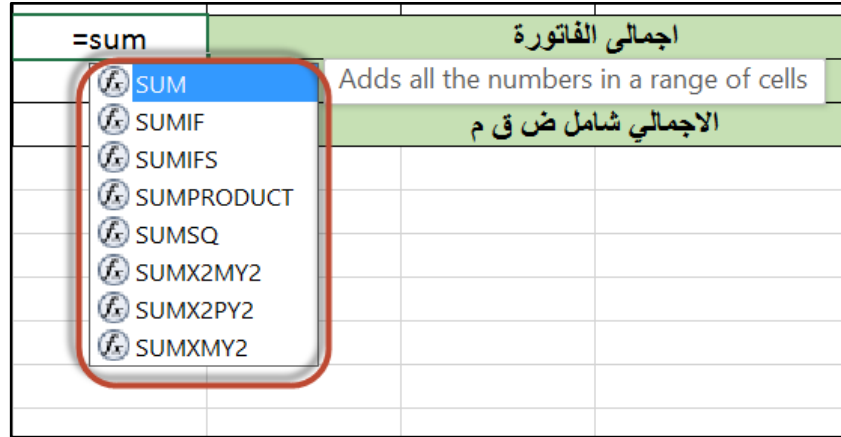 =sum
اجمالى الفاتورة
SUM
Adds all the numbers in a range of cells
SUMIF
الاجمالي شامل ض ق م
SUMIFS
SUMPRODUCT
SUMSQ
SUMX2MY2
SUMX2PY2
SUMXMY2